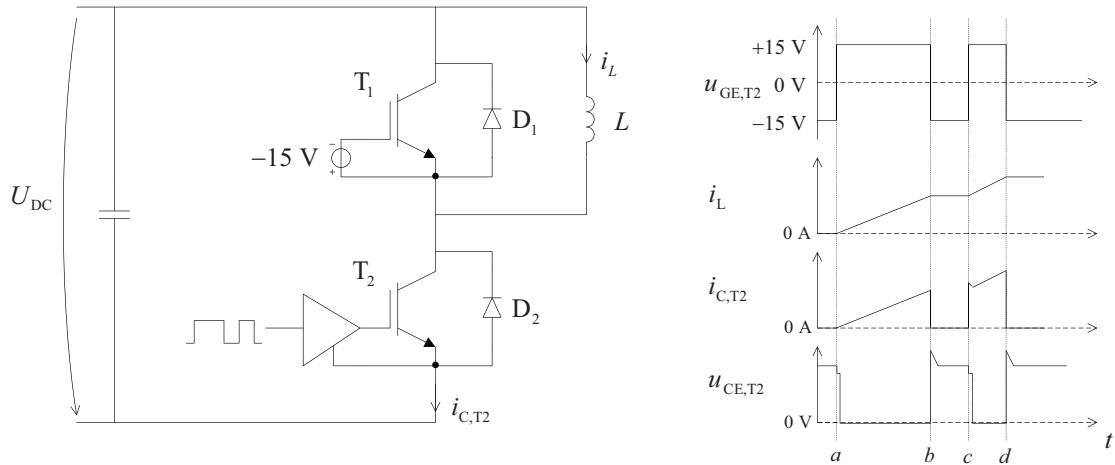 U_DC
T_1
−15 V
-
+
D_1
i_L
L
T_2
D_2
i_C,T2
u_GE,T2
+15 V
0 V
−15 V
i_L
0 A
i_C,T2
0 A
u_CE,T2
0 V
t
a b c d